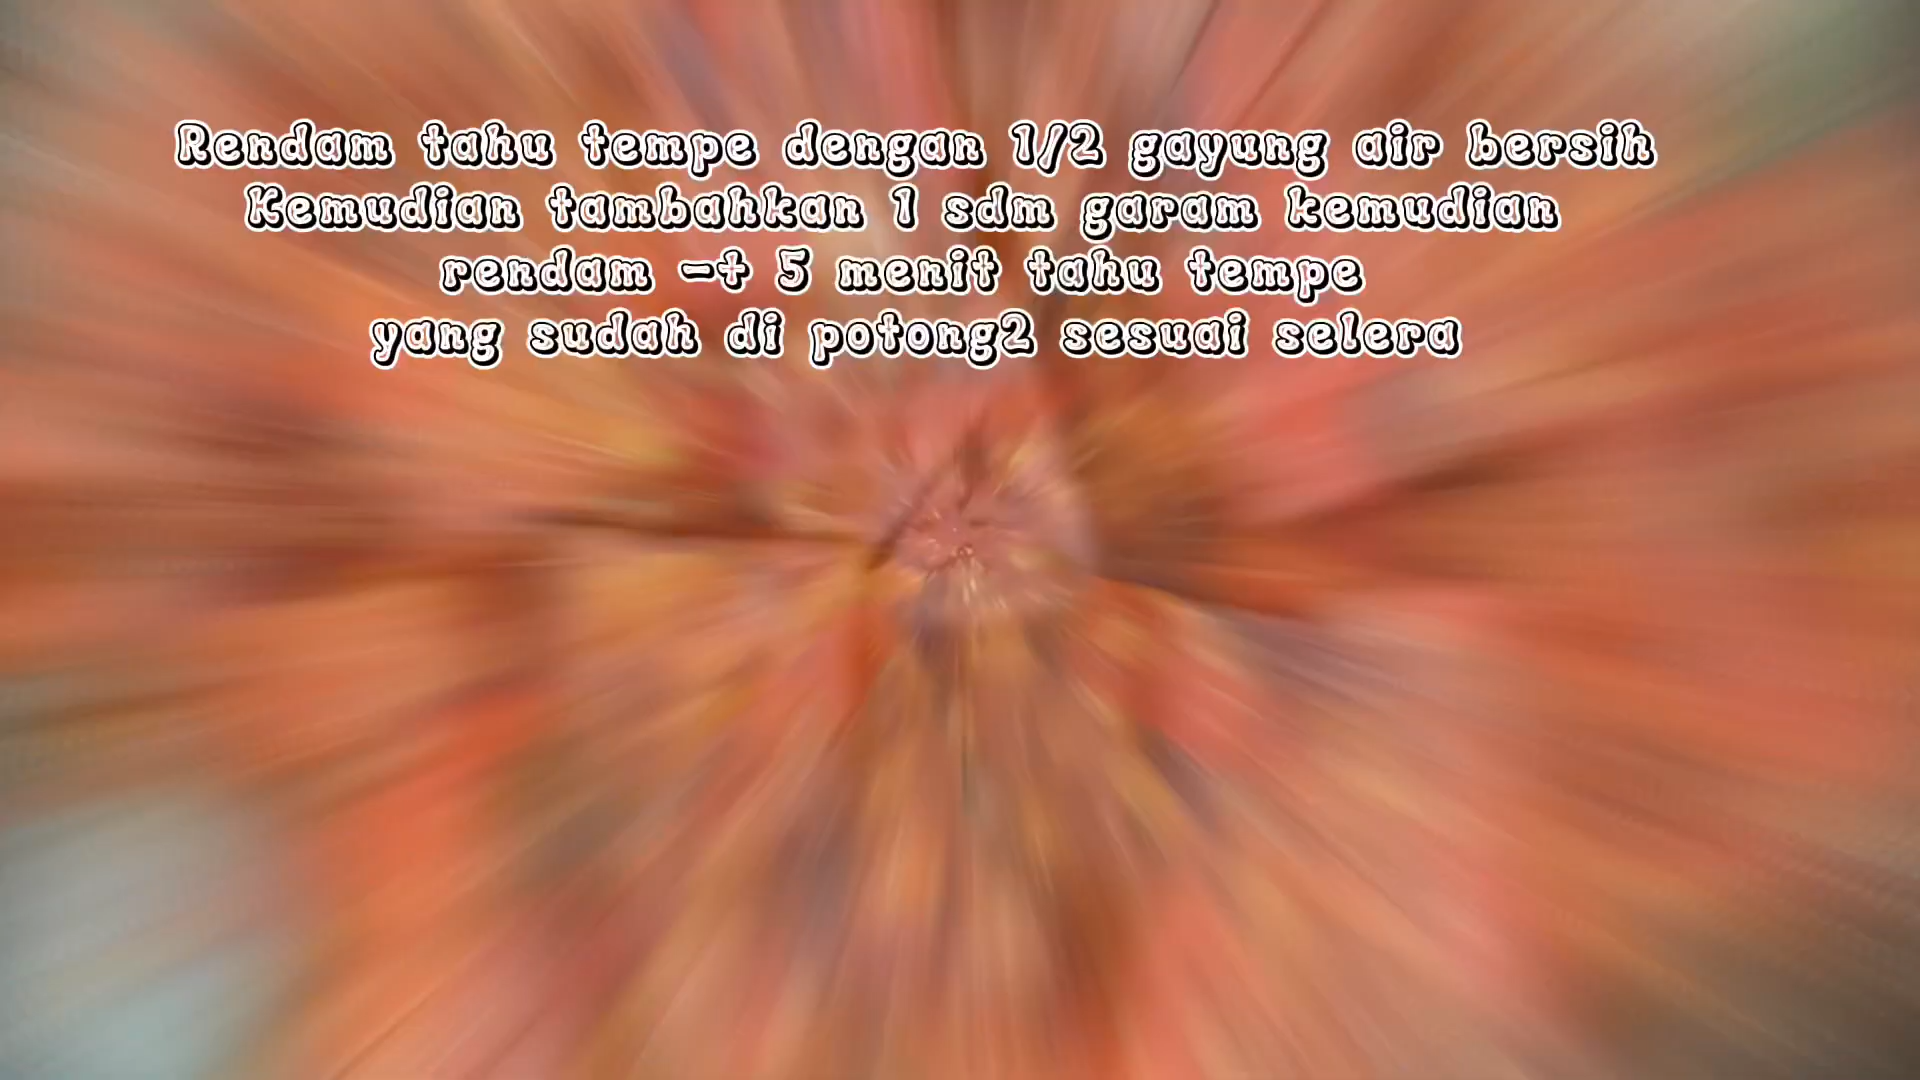 Rendam tahu tempe dengan 1/2 gayung air bersih
Kemudian tambahkan 1 sdm garam kemudian
rendam -+ 5 menit tahu tempe
yang sudah di potong2 sesuai selera